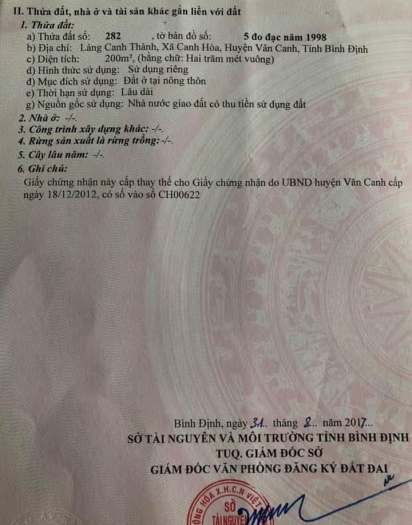 II. Thửa đất, nhà ở và tài sản khác gắn liền với đất
1. Thửa đất:
a) Thửa đất số: 282 , tờ bản đồ số: 5 đo đạc năm 1998
b) Địa chỉ: Làng Canh Thành, Xã Canh Hòa, Huyện Vân Canh, Tỉnh Bình Định
c) Diện tích: 200m², (bằng chữ: Hai trăm mét vuông)
d) Hình thức sử dụng: Sử dụng riêng
đ) Mục đích sử dụng: Đất ở tại nông thôn
e) Thời hạn sử dụng: Lâu dài
g) Nguồn gốc sử dụng: Nhà nước giao đất có thu tiền sử dụng đất
2. Nhà ở: -/-
3. Công trình xây dựng khác: -/-
4. Rừng sản xuất là rừng trồng:-/-
5. Cây lâu năm: -/-
6. Ghi chú:
Giấy chứng nhận này cấp thay thế cho Giấy chứng nhận do UBND huyện Vân Canh cấp
ngày 18/12/2012, có số vào sổ CH00622
Bình Định, ngày 31 tháng 8 năm 2017
SỞ TÀI NGUYÊN VÀ MÔI TRƯỜNG TỈNH BÌNH ĐỊNH
TUQ. GIÁM ĐỐC SỞ
GIÁM ĐỐC VĂN PHÒNG ĐĂNG KÝ ĐẤT ĐAI
HÒA X.H.C.N VIỆT
SỞ
TÀI NGUYÊN